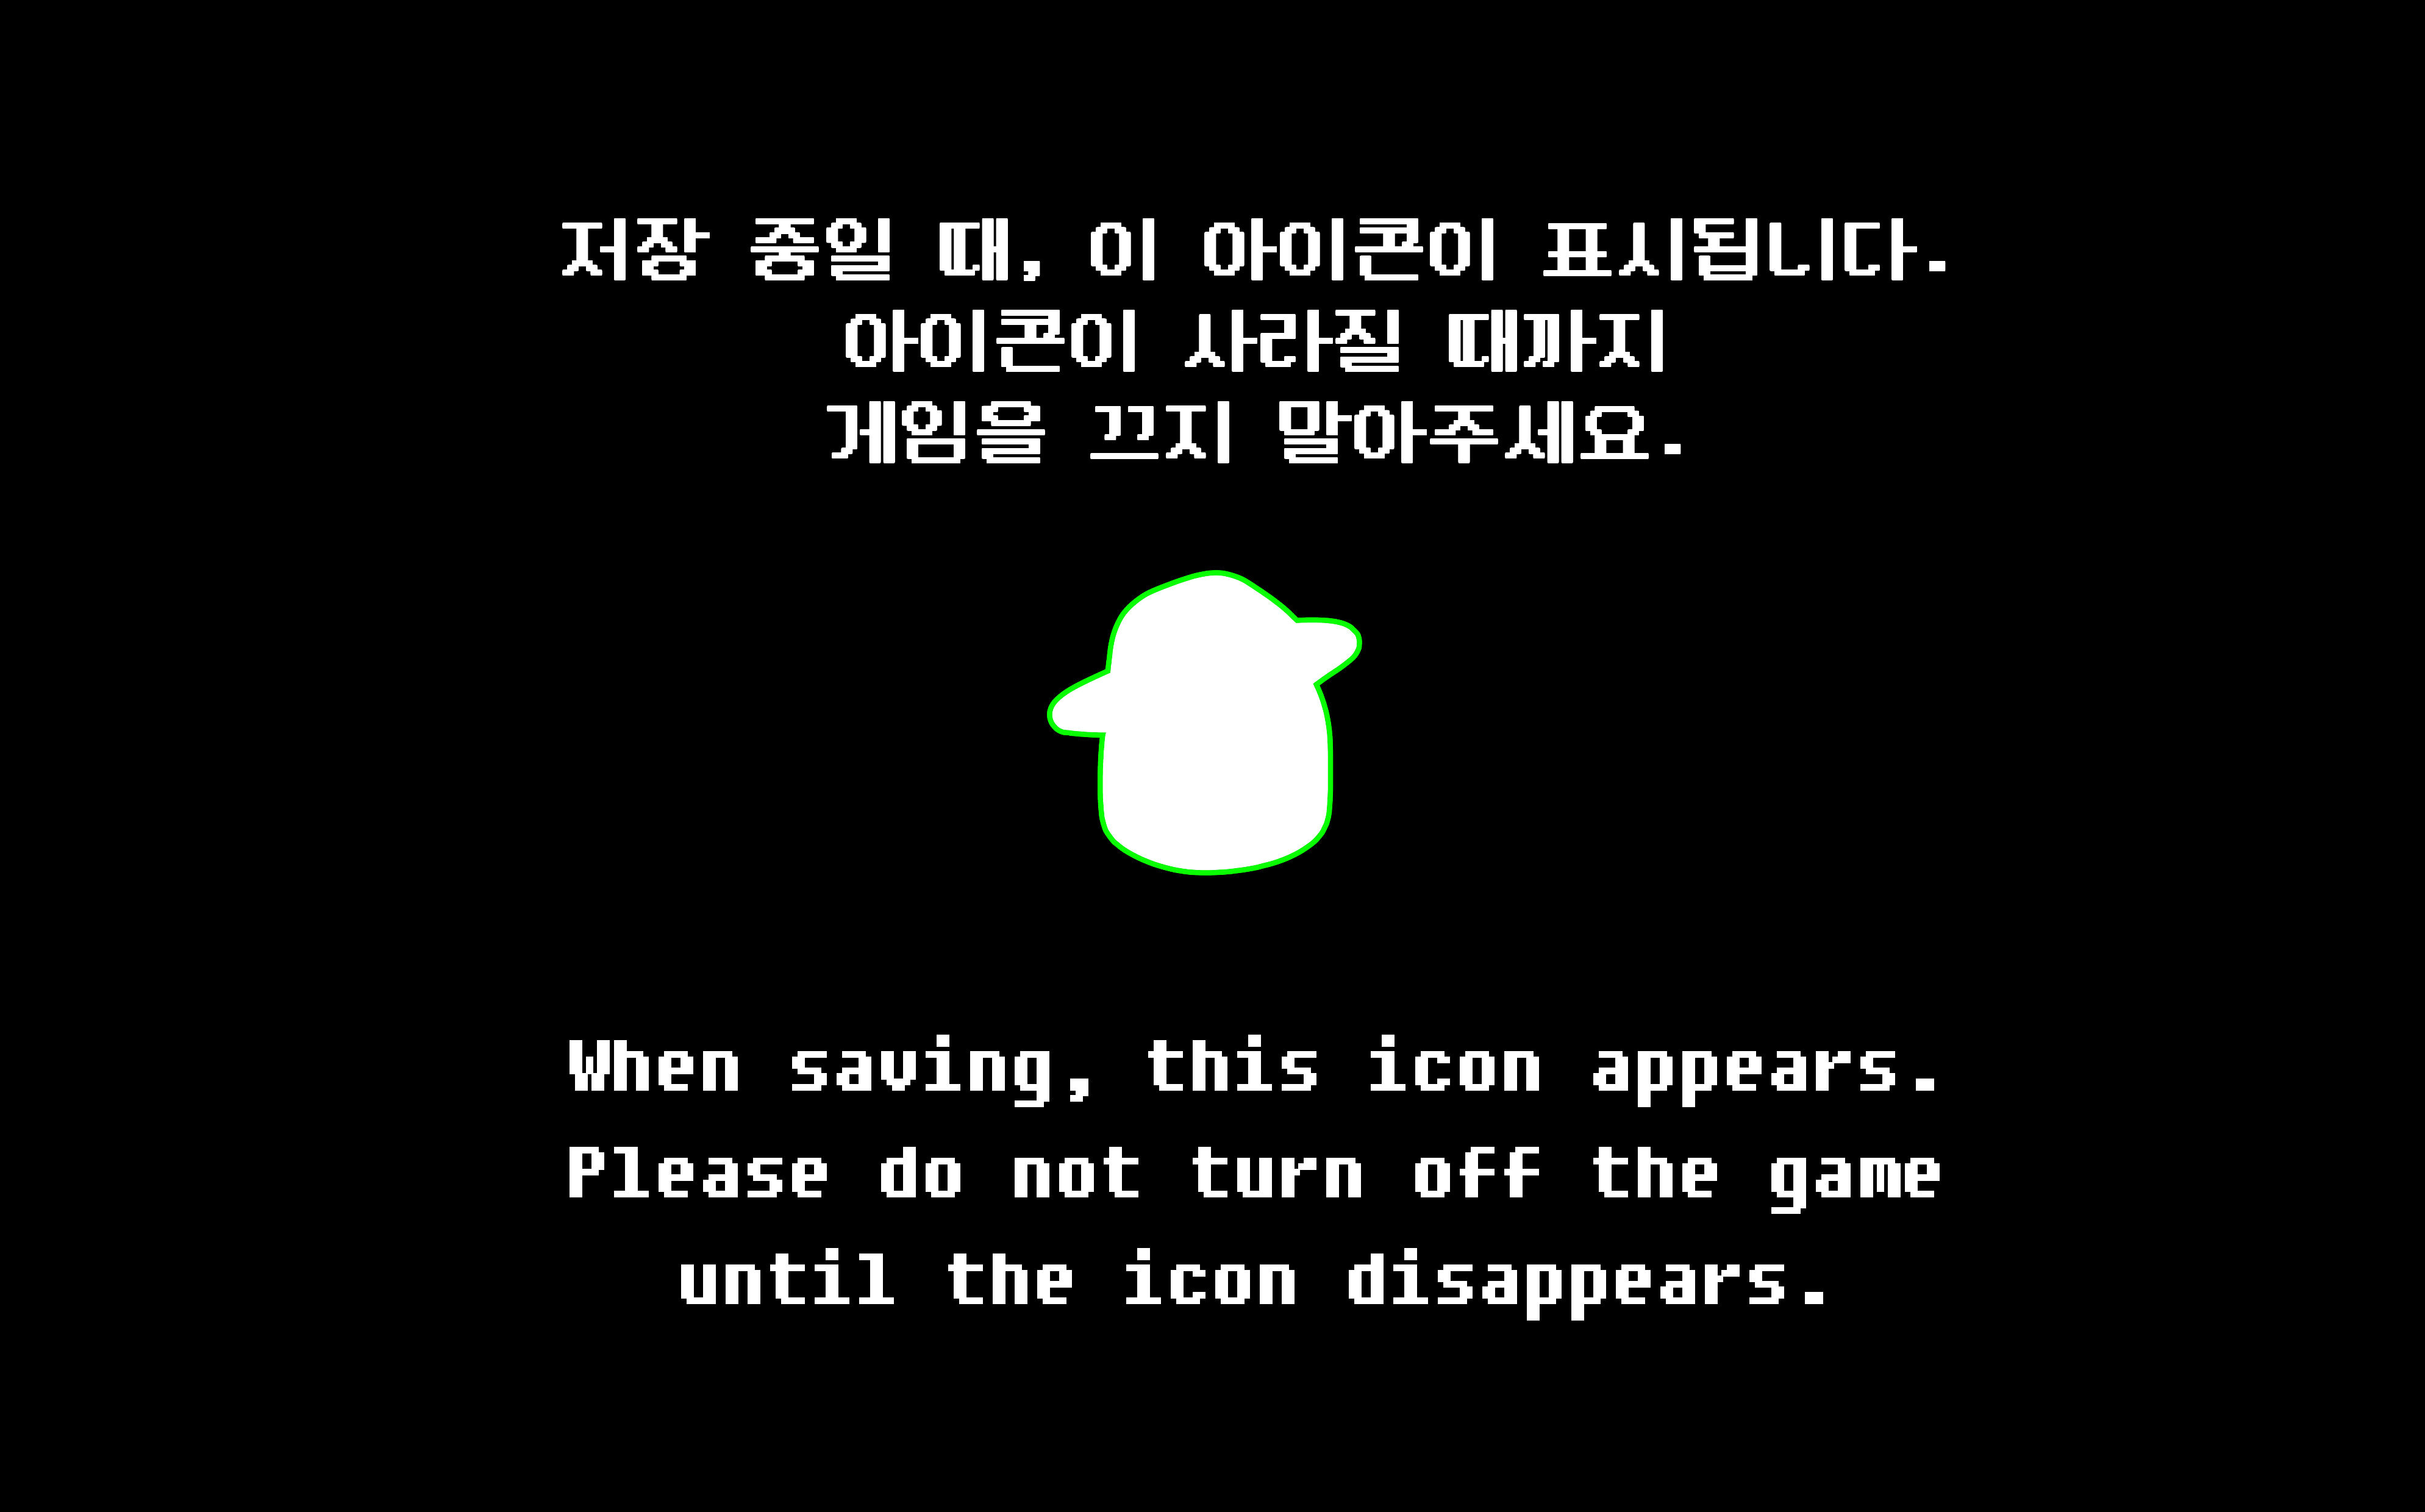 저장 중일 때, 이 아이콘이 표시됩니다.
아이콘이 사라질 때까지
게임을 끄지 말아주세요.
When saving, this icon appears.
Please do not turn off the game
until the icon disappears.